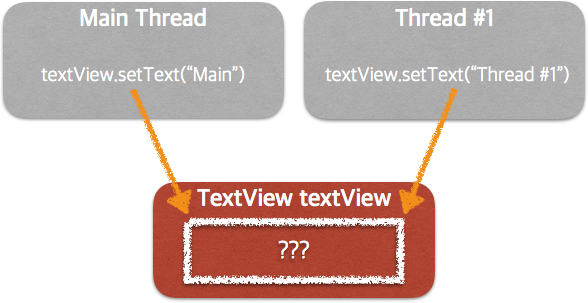 Main Thread
textView.setText(“Main”)
Thread #1
textView.setText(“Thread #1”)
TextView textView
???